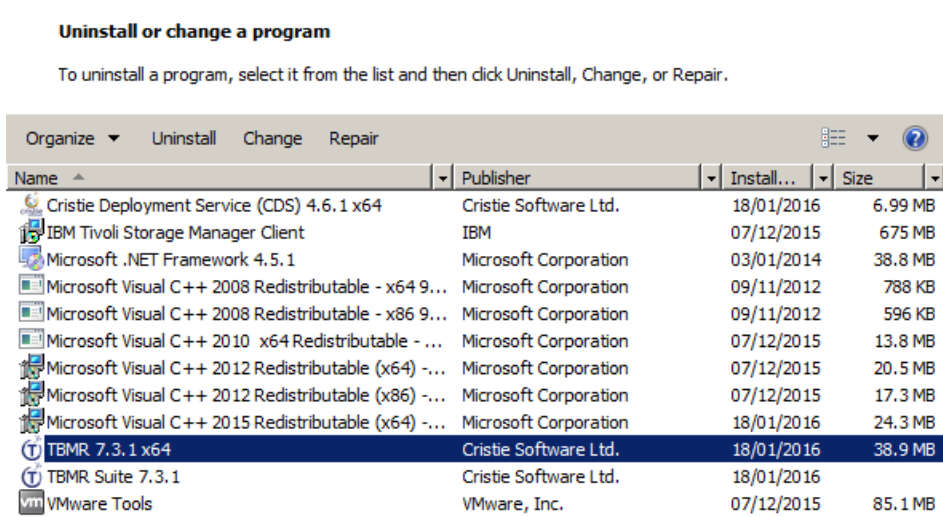 Uninstall or change a program
To uninstall a program, select it from the list and then click Uninstall, Change, or Repair.
Organize Uninstall Change Repair
Name Publisher Install... Size
Cristie Deployment Service (CDS) 4.6.1 x64 Cristie Software Ltd. 18/01/2016 6.99 MB
IBM Tivoli Storage Manager Client IBM 07/12/2015 675 MB
Microsoft .NET Framework 4.5.1 Microsoft Corporation 03/01/2014 38.8 MB
Microsoft Visual C++ 2008 Redistributable - x64 9... Microsoft Corporation 09/11/2012 788 KB
Microsoft Visual C++ 2008 Redistributable - x86 9... Microsoft Corporation 09/11/2012 596 KB
Microsoft Visual C++ 2010 x64 Redistributable - ... Microsoft Corporation 07/12/2015 13.8 MB
Microsoft Visual C++ 2012 Redistributable (x64) -... Microsoft Corporation 07/12/2015 20.5 MB
Microsoft Visual C++ 2012 Redistributable (x86) -... Microsoft Corporation 07/12/2015 17.3 MB
Microsoft Visual C++ 2015 Redistributable (x64) -... Microsoft Corporation 18/01/2016 24.3 MB
TBMR 7.3.1 x64 Cristie Software Ltd. 18/01/2016 38.9 MB
TBMR Suite 7.3.1 Cristie Software Ltd. 18/01/2016
VMware Tools VMware, Inc. 07/12/2015 85.1 MB